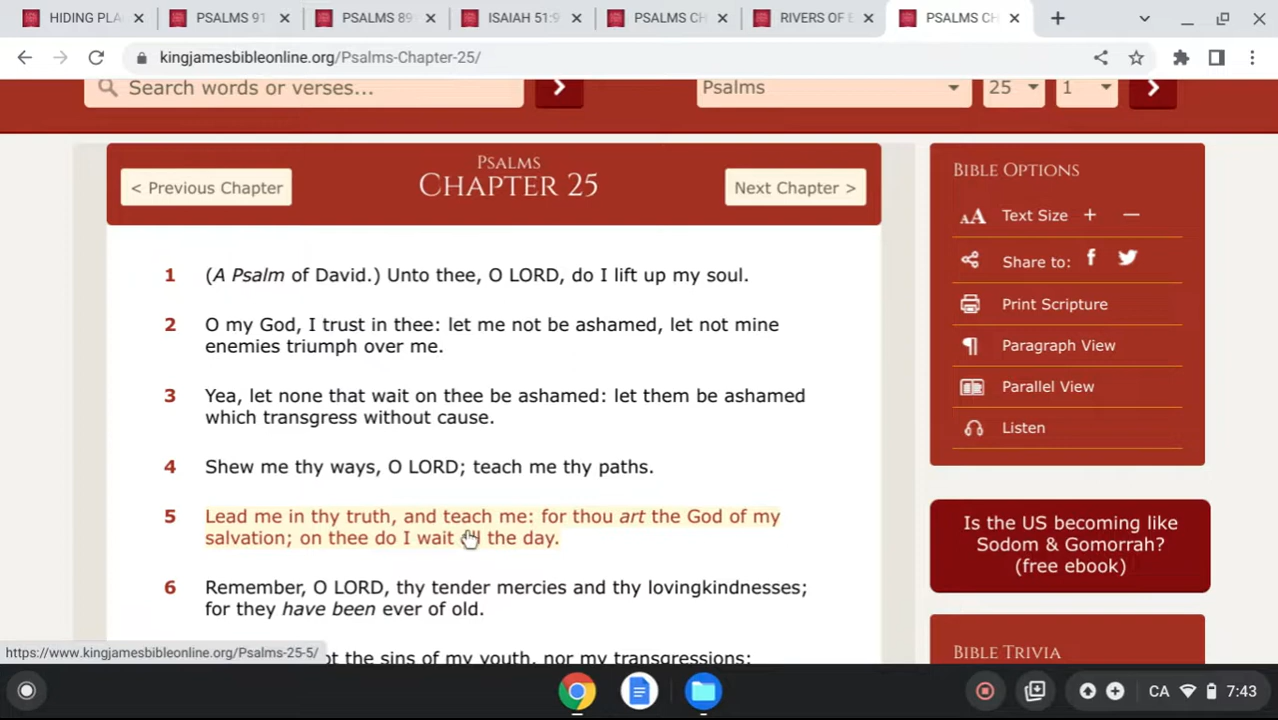 HIDING PLA
PSALMS 91
PSALMS 89
ISAIAH 51:9
PSALMS CH
RIVERS OF E
PSALMS CH
kingjamesbibleonline.org/Psalms-Chapter-25/
Search words or verses...
Psalms
25
1
< Previous Chapter
PSALMS
CHAPTER 25
Next Chapter >
1 (A Psalm of David.) Unto thee, O LORD, do I lift up my soul.
2 O my God, I trust in thee: let me not be ashamed, let not mine
enemies triumph over me.
3 Yea, let none that wait on thee be ashamed: let them be ashamed
which transgress without cause.
4 Shew me thy ways, O LORD; teach me thy paths.
5 Lead me in thy truth, and teach me: for thou art the God of my
salvation; on thee do I wait the day.
6 Remember, O LORD, thy tender mercies and thy lovingkindnesses;
for they have been ever of old.
the sins of my youth, nor my transgressions:
https://www.kingjamesbibleonline.org/Psalms-25-5/
BIBLE OPTIONS
AA Text Size + −
Share to: f
Print Scripture
¶ Paragraph View
Parallel View
Listen
Is the US becoming like
Sodom & Gomorrah?
(free ebook)
BIBLE TRIVIA
CA 7:43